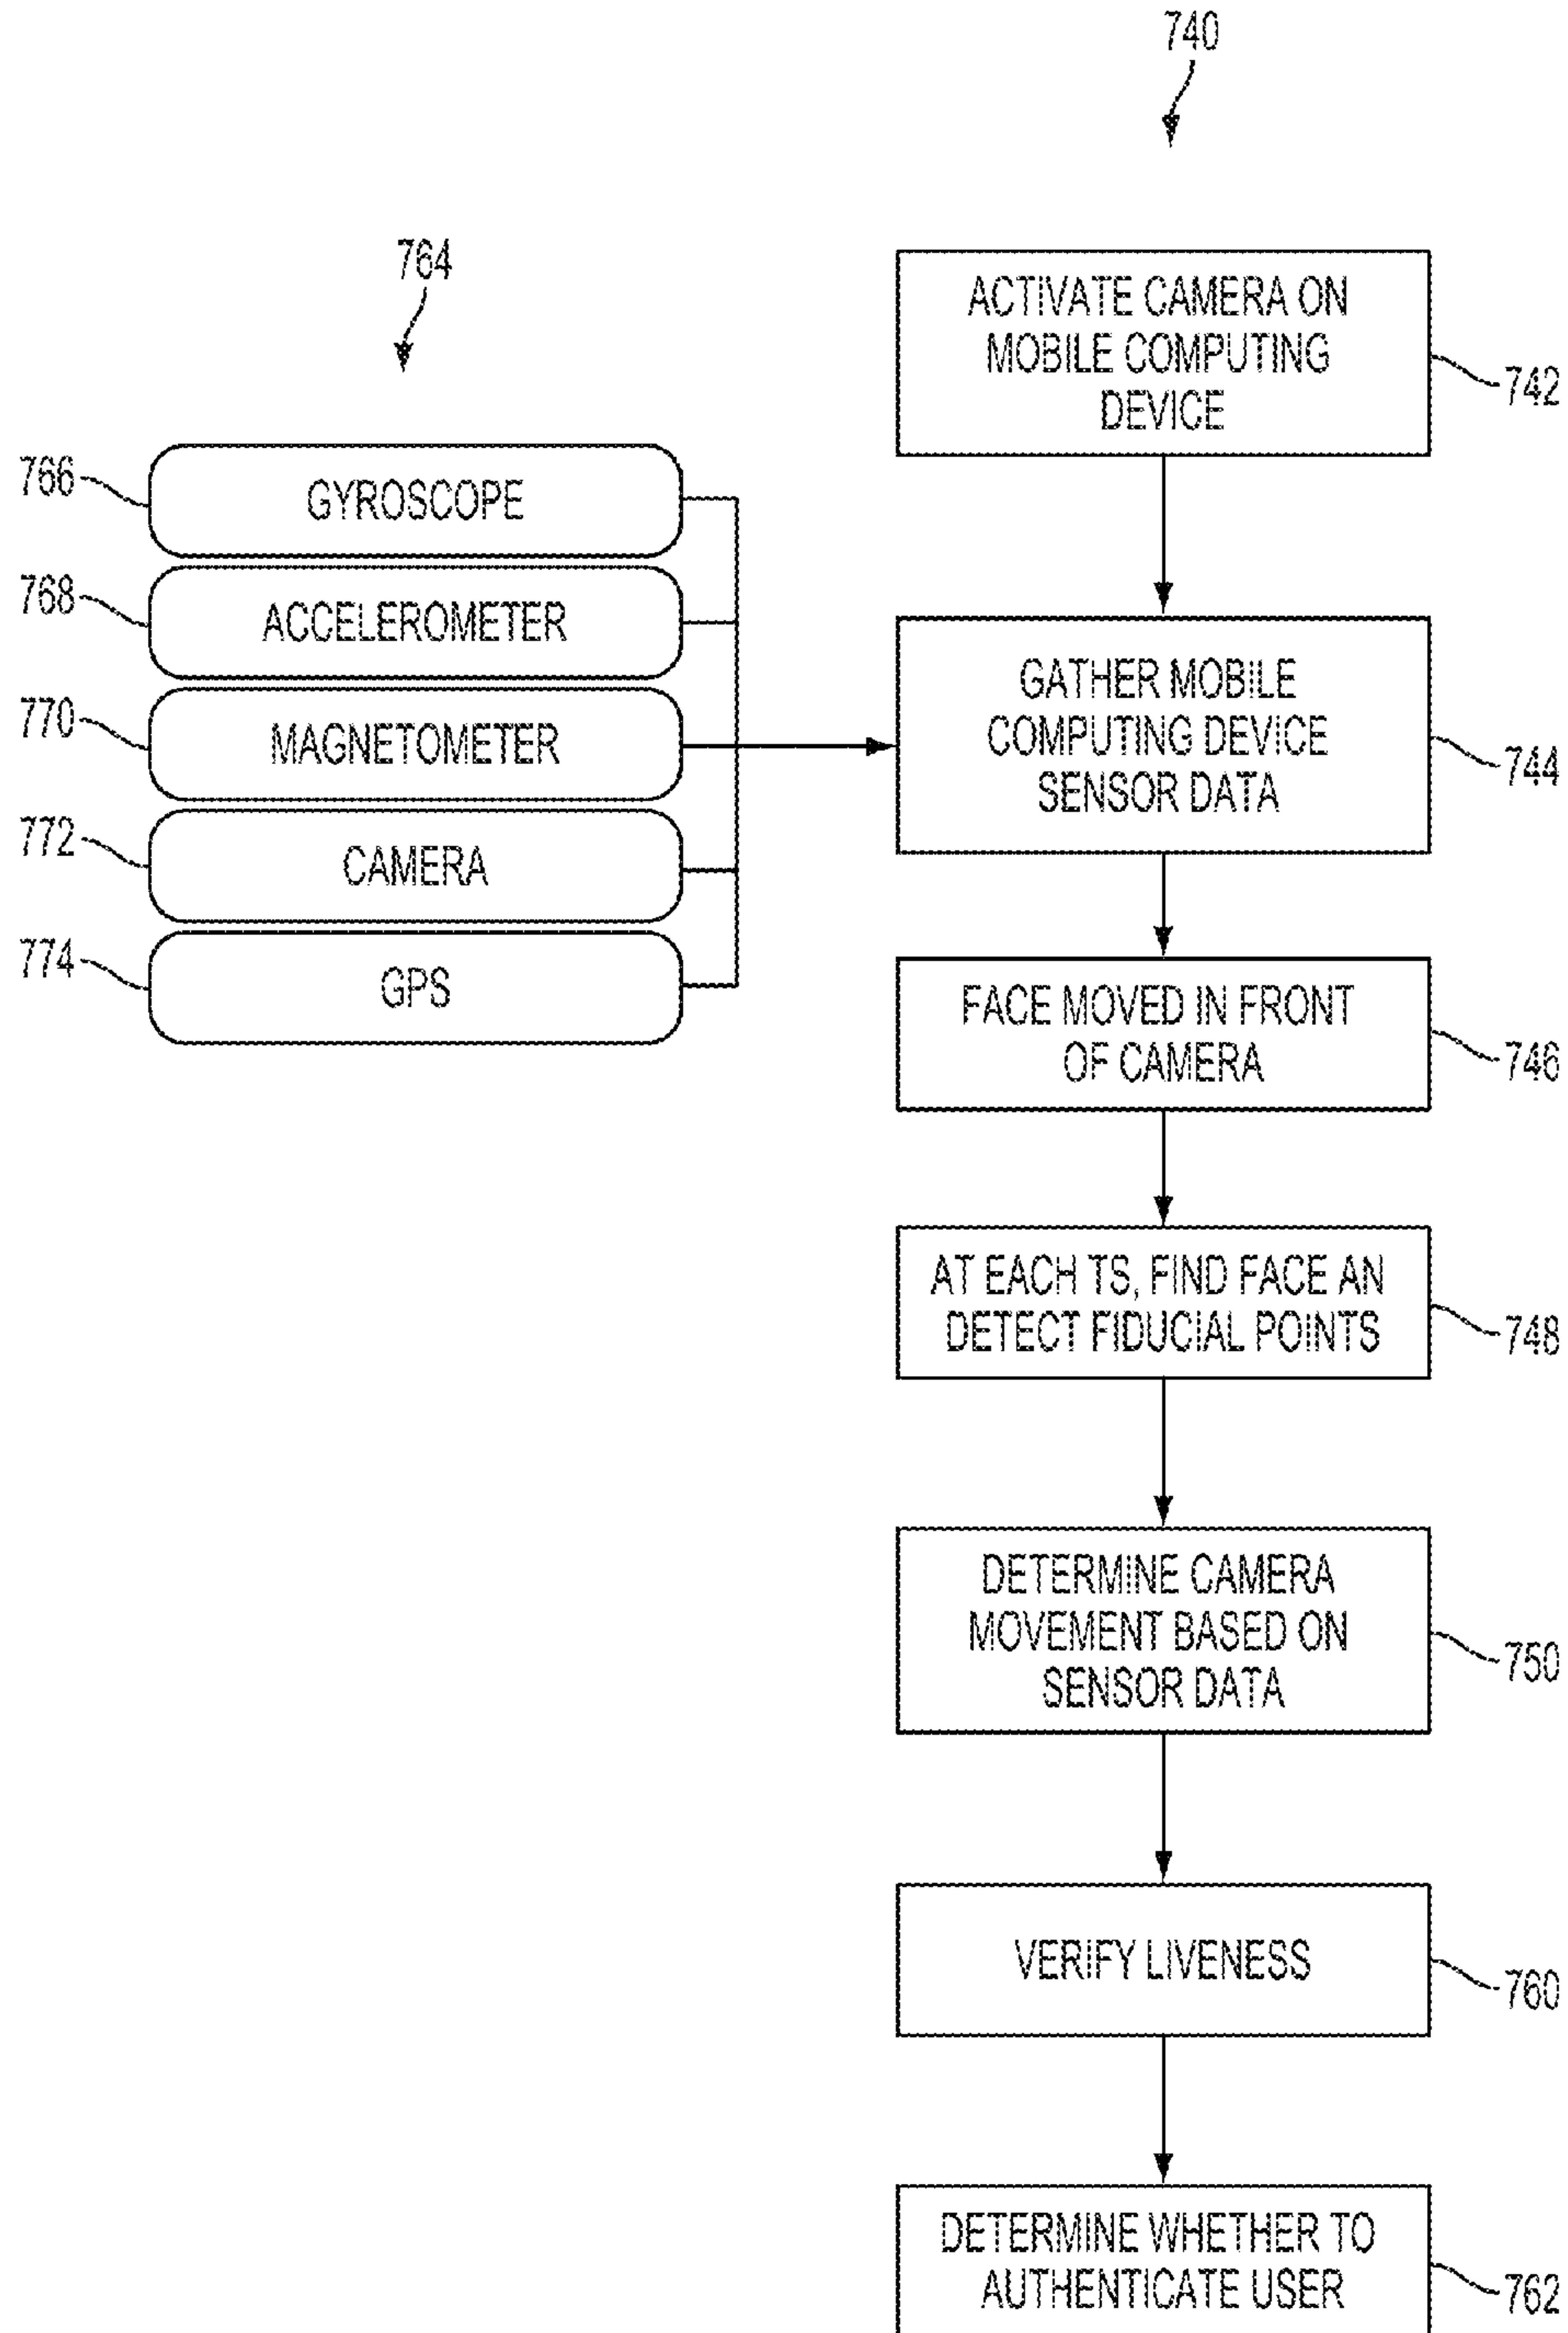 740
764
ACTIVATE CAMERA ON
MOBILE COMPUTING
DEVICE
742
766
GYROSCOPE
768
ACCELEROMETER
770
MAGNETOMETER
772
CAMERA
774
GPS
GATHER MOBILE
COMPUTING DEVICE
SENSOR DATA
744
FACE MOVED IN FRONT
OF CAMERA
746
AT EACH TS, FIND FACE AN
DETECT FIDUCIAL POINTS
748
DETERMINE CAMERA
MOVEMENT BASED ON
SENSOR DATA
750
VERIFY LIVENESS
760
DETERMINE WHETHER TO
AUTHENTICATE USER
762